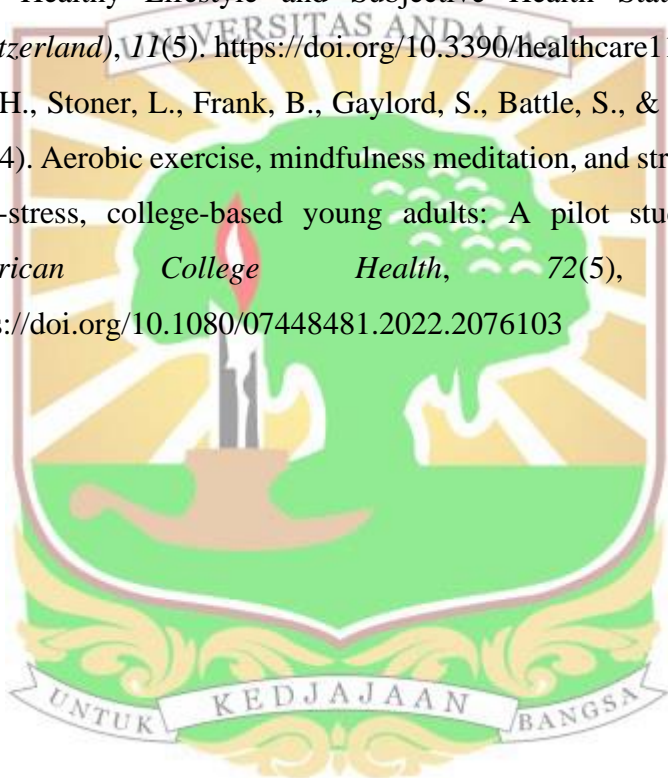 Healthy Lifestyle and Subjective Health Stat
UNIVERSITAS ANDALAS
tzerland), 11(5). https://doi.org/10.3390/healthcare11
H., Stoner, L., Frank, B., Gaylord, S., Battle, S., &
4). Aerobic exercise, mindfulness meditation, and str
-stress, college-based young adults: A pilot stu
rican College Health, 72(5),
s://doi.org/10.1080/07448481.2022.2076103
UNTUK KEDJAJAAN BANGSA